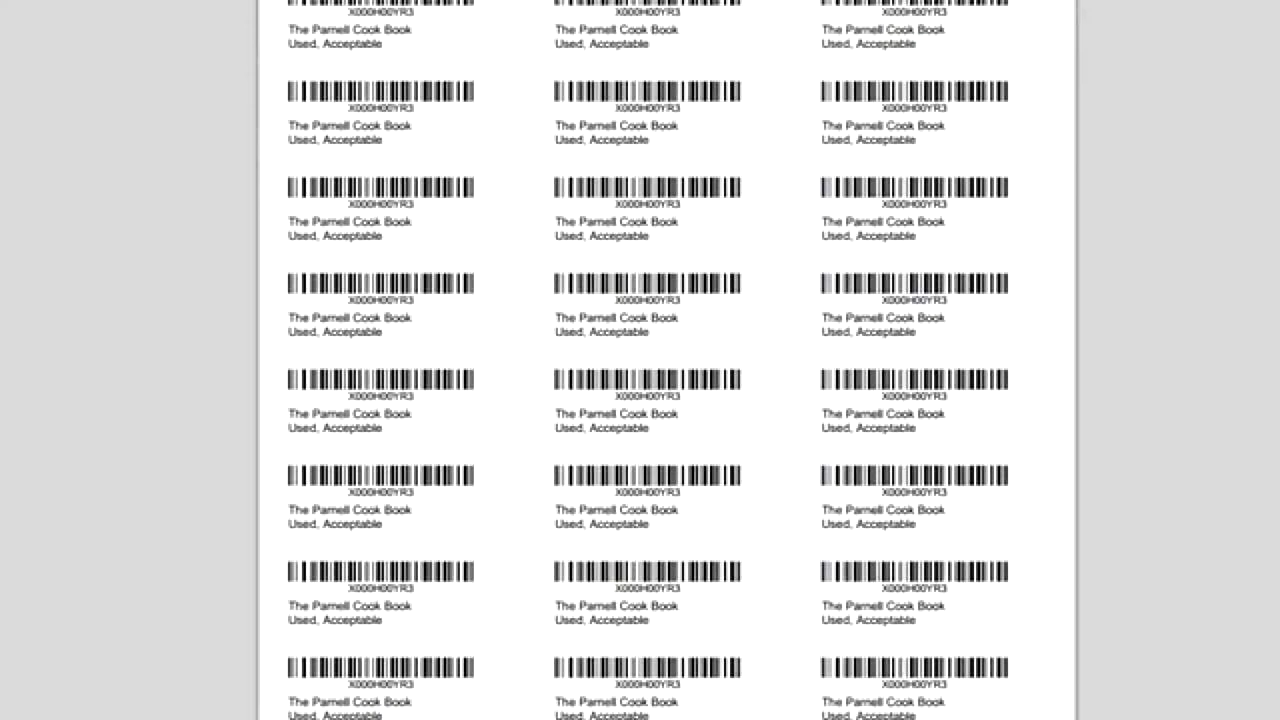 X000H00YR3 X000H00YR3 X000H00YR3
The Parnell Cook Book The Parnell Cook Book The Parnell Cook Book
Used, Acceptable Used, Acceptable Used, Acceptable
X000H00YR3 X000H00YR3 X000H00YR3
The Parnell Cook Book The Parnell Cook Book The Parnell Cook Book
Used, Acceptable Used, Acceptable Used, Acceptable
X000H00YR3 X000H00YR3 X000H00YR3
The Parnell Cook Book The Parnell Cook Book The Parnell Cook Book
Used, Acceptable Used, Acceptable Used, Acceptable
X000H00YR3 X000H00YR3 X000H00YR3
The Parnell Cook Book The Parnell Cook Book The Parnell Cook Book
Used, Acceptable Used, Acceptable Used, Acceptable
X000H00YR3 X000H00YR3 X000H00YR3
The Parnell Cook Book The Parnell Cook Book The Parnell Cook Book
Used, Acceptable Used, Acceptable Used, Acceptable
X000H00YR3 X000H00YR3 X000H00YR3
The Parnell Cook Book The Parnell Cook Book The Parnell Cook Book
Used, Acceptable Used, Acceptable Used, Acceptable
X000H00YR3 X000H00YR3 X000H00YR3
The Parnell Cook Book The Parnell Cook Book The Parnell Cook Book
Used, Acceptable Used, Acceptable Used, Acceptable
X000H00YR3 X000H00YR3 X000H00YR3
The Parnell Cook Book The Parnell Cook Book The Parnell Cook Book
Used, Acceptable Used, Acceptable Used, Acceptable